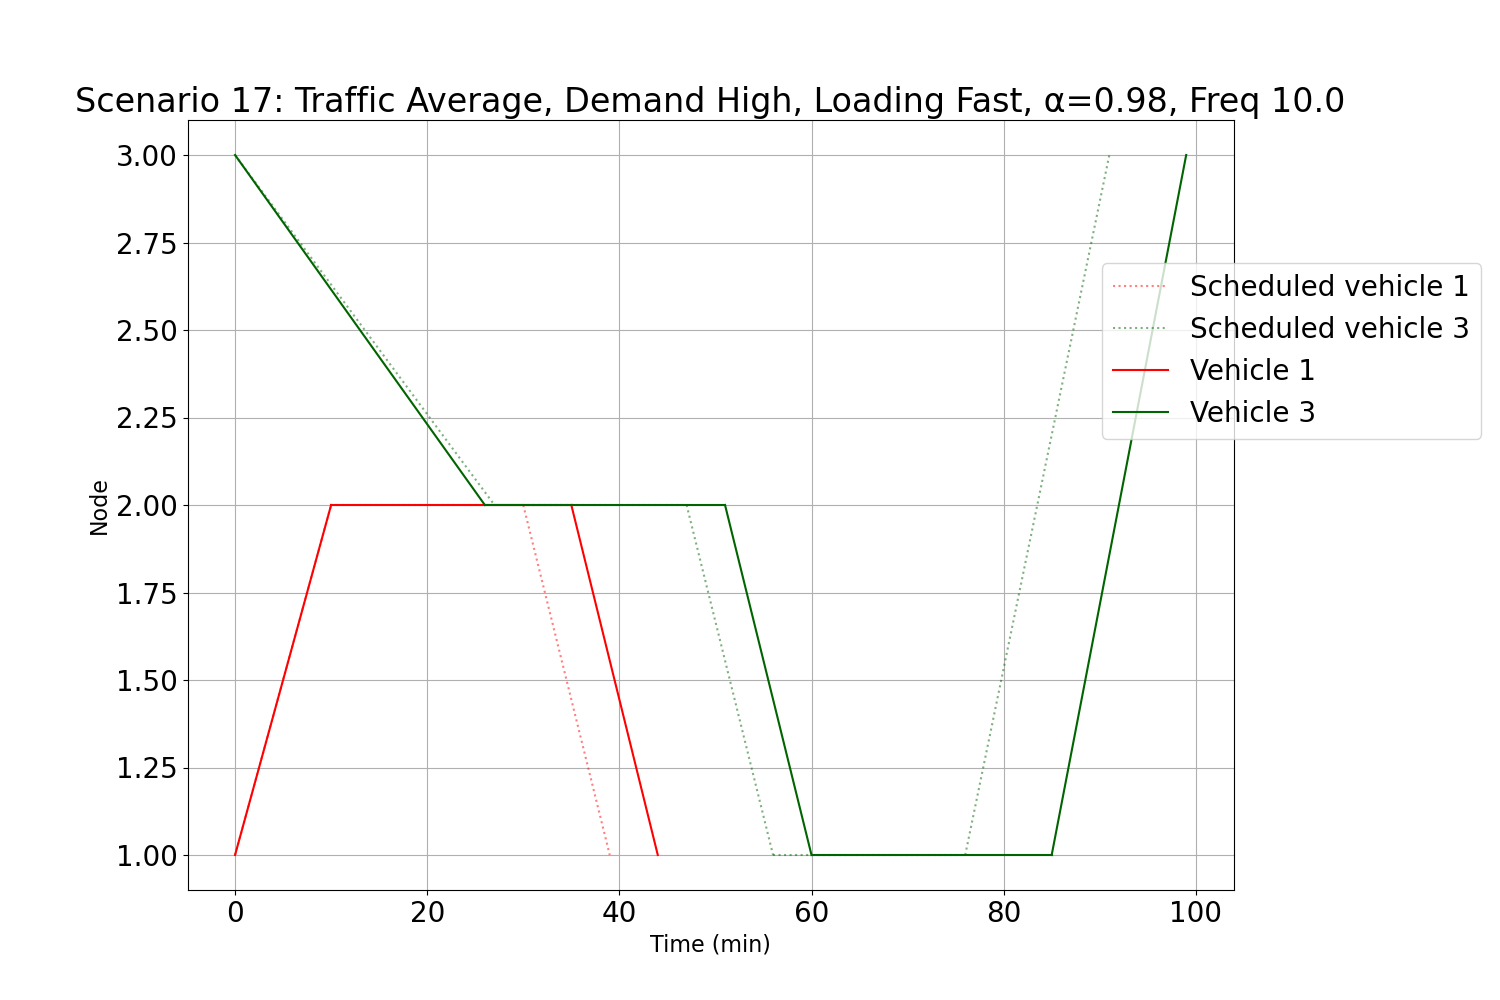 Scenario 17: Traffic Average, Demand High, Loading Fast, α=0.98, Freq 10.0
3.00
2.75
2.50
2.25
2.00
1.75
1.50
1.25
1.00
Node
Scheduled vehicle 1
Scheduled vehicle 3
Vehicle 1
Vehicle 3
0 20 40 60 80 100
Time (min)